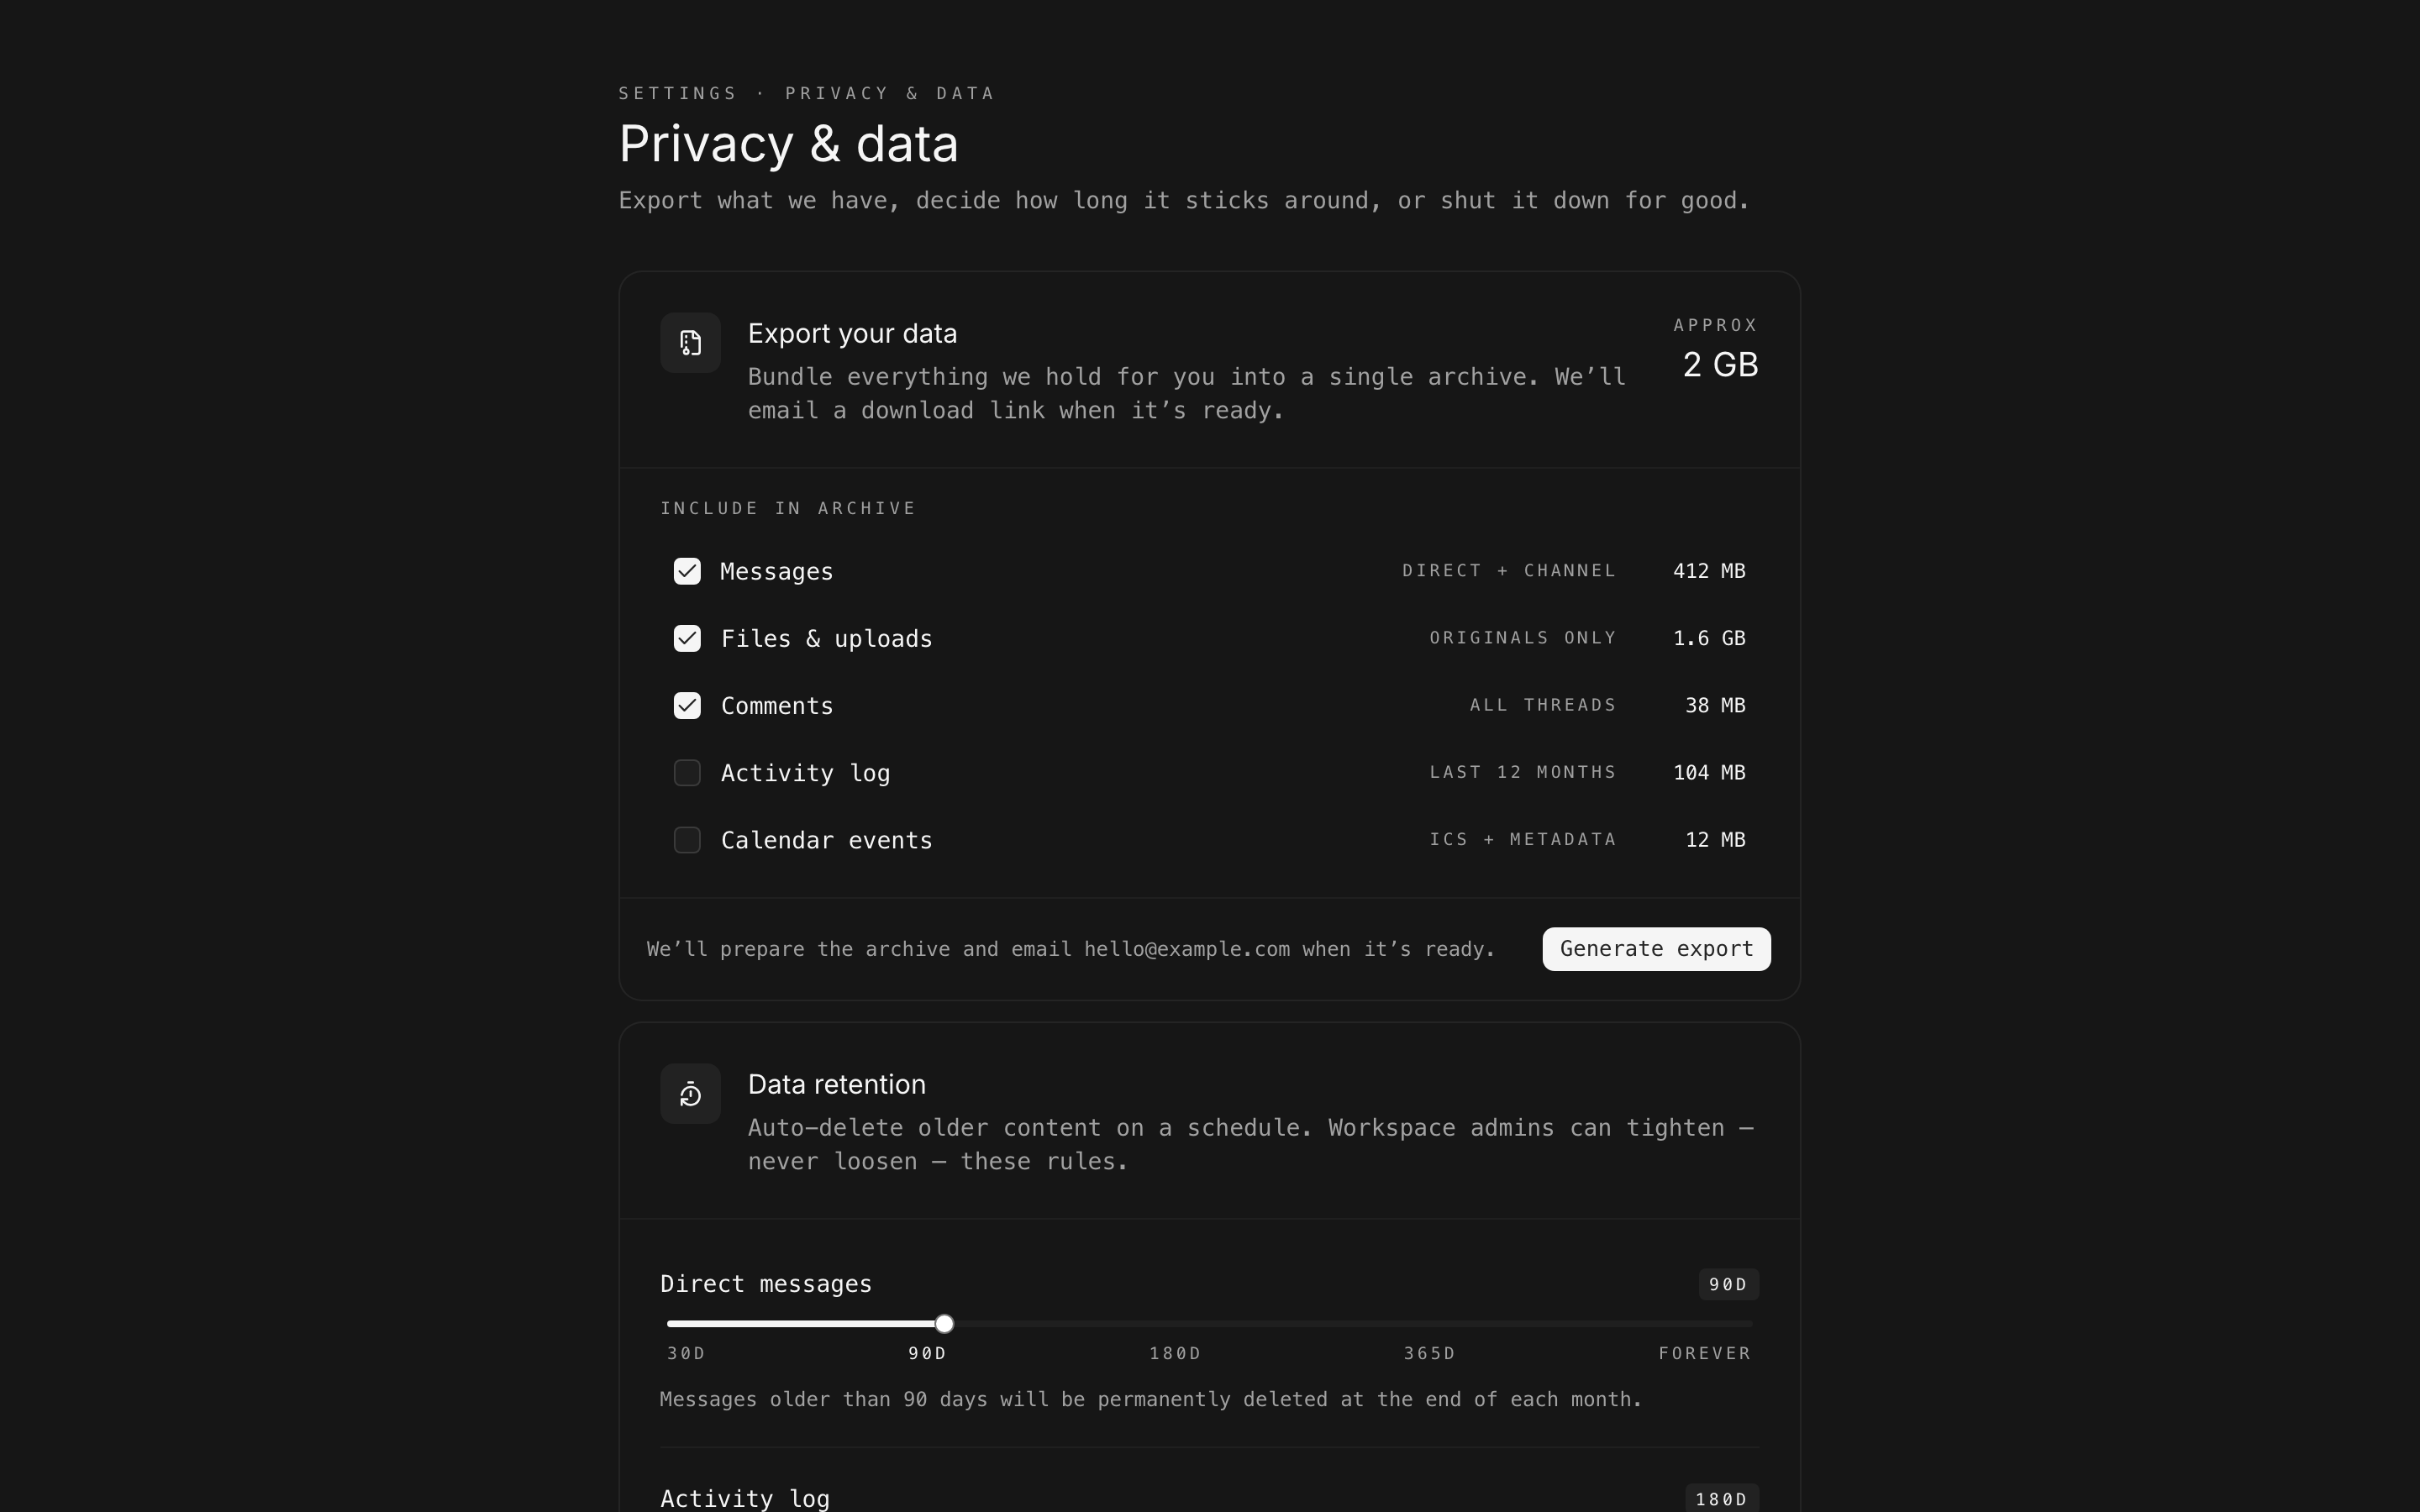 SETTINGS · PRIVACY & DATA
Privacy & data
Export what we have, decide how long it sticks around, or shut it down for good.
Export your data
APPROX
2 GB
Bundle everything we hold for you into a single archive. We’ll
email a download link when it’s ready.
INCLUDE IN ARCHIVE
Messages DIRECT + CHANNEL 412 MB
Files & uploads ORIGINALS ONLY 1.6 GB
Comments ALL THREADS 38 MB
Activity log LAST 12 MONTHS 104 MB
Calendar events ICS + METADATA 12 MB
We’ll prepare the archive and email hello@example.com when it’s ready. Generate export
Data retention
Auto-delete older content on a schedule. Workspace admins can tighten —
never loosen — these rules.
Direct messages 90D
30D 90D 180D 365D FOREVER
Messages older than 90 days will be permanently deleted at the end of each month.
Activity log 180D